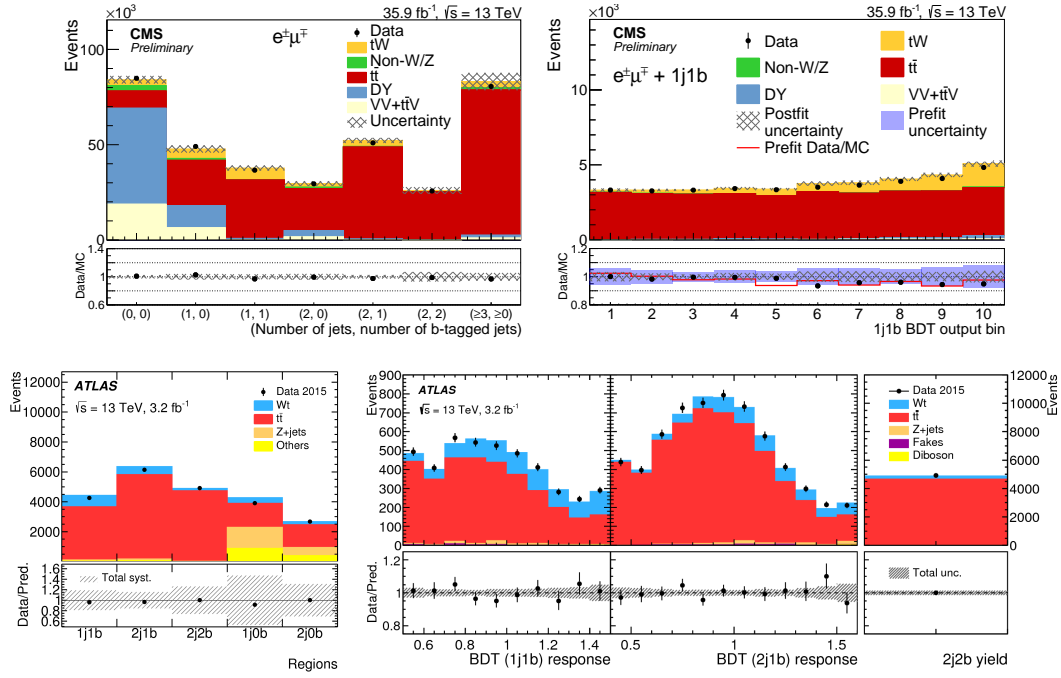 ×10³
35.9 fb⁻¹, √s = 13 TeV
Events
100
50
0
CMS
Preliminary
e±μ∓
Data
tW
Non-W/Z
tt̄
DY
VV+tt̄V
Uncertainty
Data/MC
1.4
1.2
1
0.8
0.6
(0, 0)
(1, 0)
(1, 1)
(2, 0)
(2, 1)
(2, 2)
(≥3, ≥0)
(Number of jets, number of b-tagged jets)
×10³
35.9 fb⁻¹, √s = 13 TeV
Events
15
10
5
0
CMS
Preliminary
e±μ∓ + 1j1b
Data
tW
Non-W/Z
tt̄
DY
VV+tt̄V
Postfit
uncertainty
Prefit
uncertainty
Prefit Data/MC
Data/MC
1.2
1.1
1
0.9
0.8
1 2 3 4 5 6 7 8 9 10
1j1b BDT output bin
Events
12000
10000
8000
6000
4000
2000
ATLAS
√s = 13 TeV, 3.2 fb⁻¹
Data 2015
Wt
tt̄
Z+jets
Others
Data/Pred.
1.6
1.4
1.2
1.0
0.8
0.6
Total syst.
1j1b 2j1b 2j2b 1j0b 2j0b
Regions
Events
900
800
700
600
500
400
300
200
100
0
ATLAS
√s = 13 TeV, 3.2 fb⁻¹
Data 2015
Wt
tt̄
Z+jets
Fakes
Diboson
12000
10000
8000
6000
4000
2000
0
Events
Data/Pred.
1.2
1
0.8
Total unc.
0.6 0.8 1.0 1.2 1.4
BDT (1j1b) response
0.5 1 1.5
BDT (2j1b) response
2j2b yield